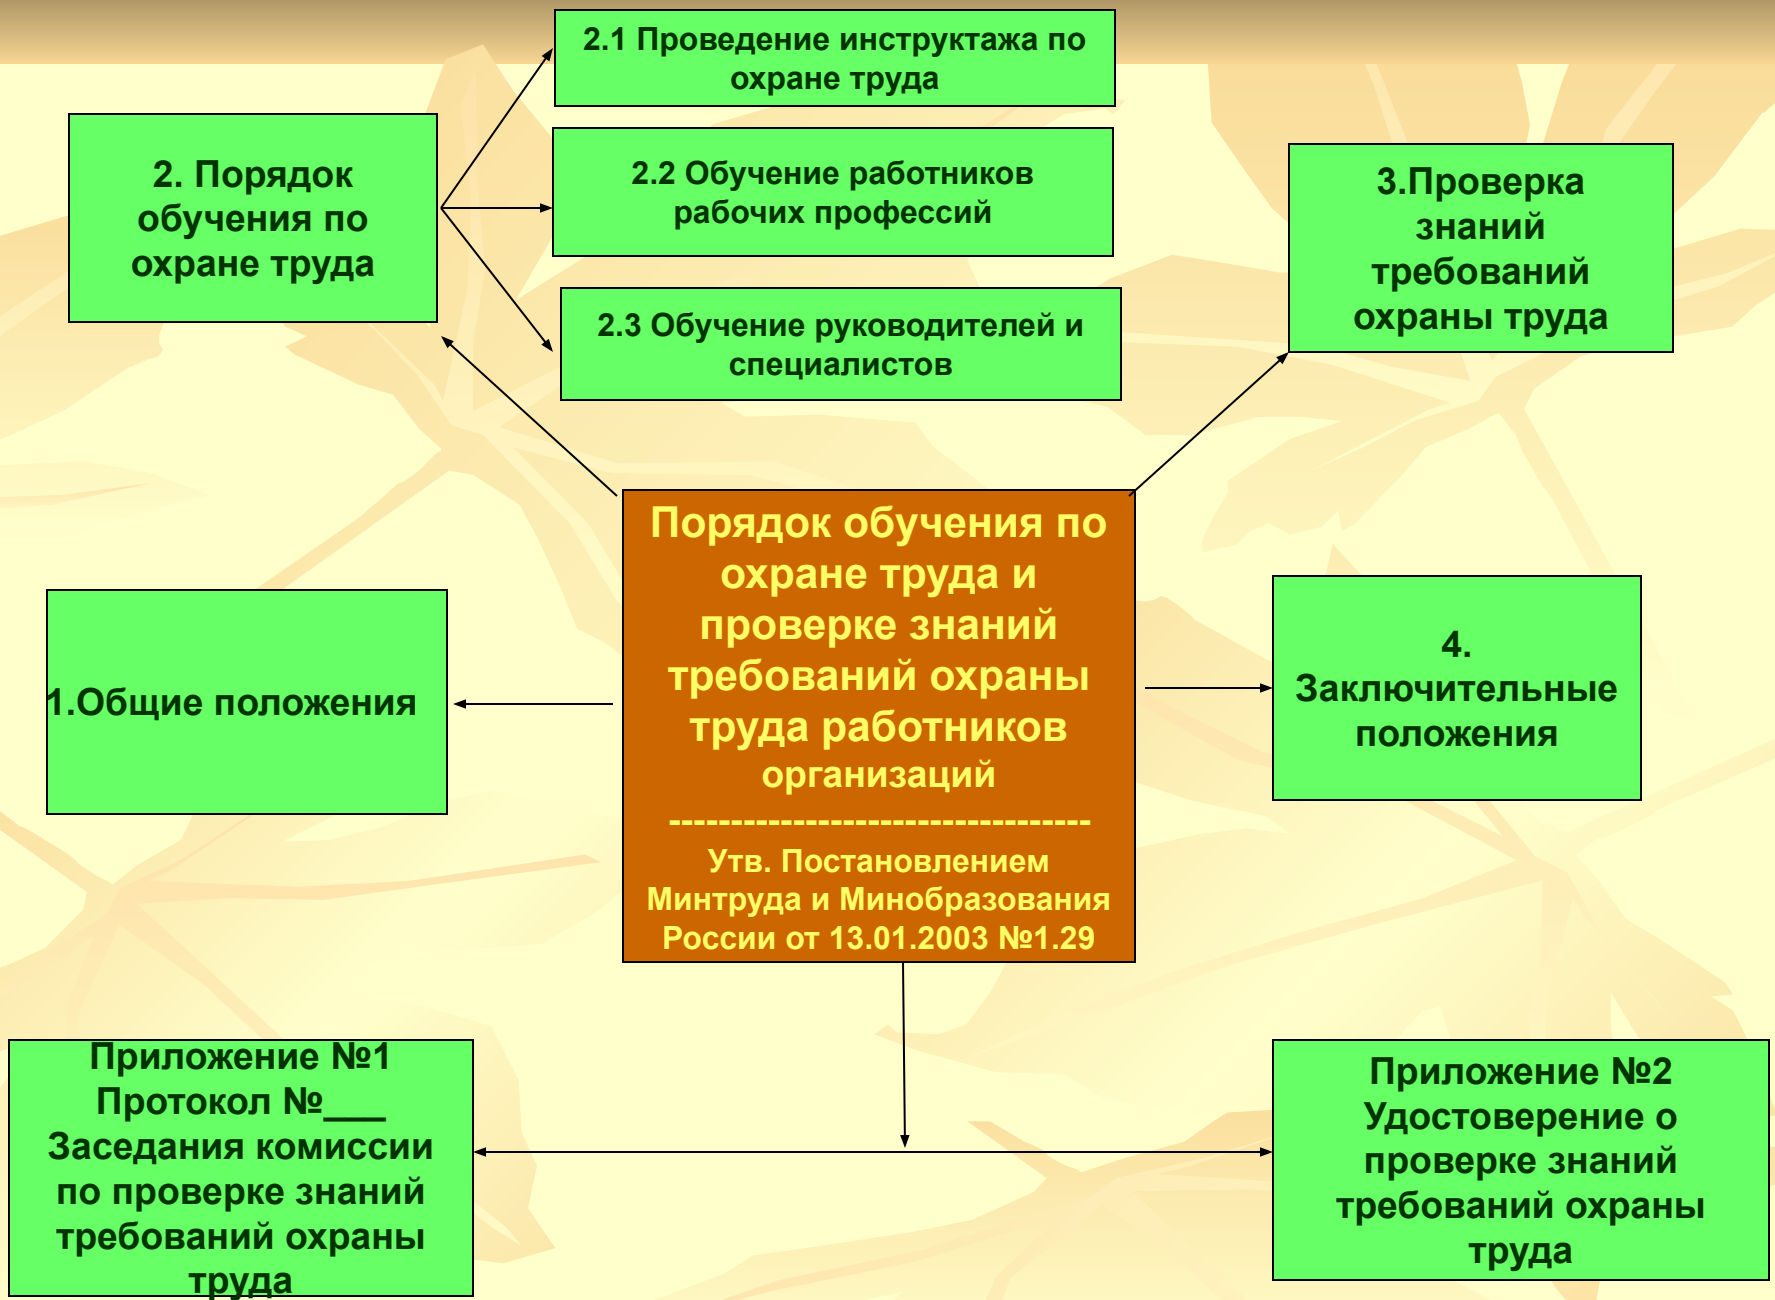 2.1 Проведение инструктажа по
охране труда
2. Порядок
обучения по
охране труда
2.2 Обучение работников
рабочих профессий
2.3 Обучение руководителей и
специалистов
3.Проверка
знаний
требований
охраны труда
Порядок обучения по
охране труда и
проверке знаний
требований охраны
труда работников
организаций
----------------------------------
Утв. Постановлением
Минтруда и Минобразования
России от 13.01.2003 №1.29
1.Общие положения
4.
Заключительные
положения
Приложение №1
Протокол №___
Заседания комиссии
по проверке знаний
требований охраны
труда
Приложение №2
Удостоверение о
проверке знаний
требований охраны
труда